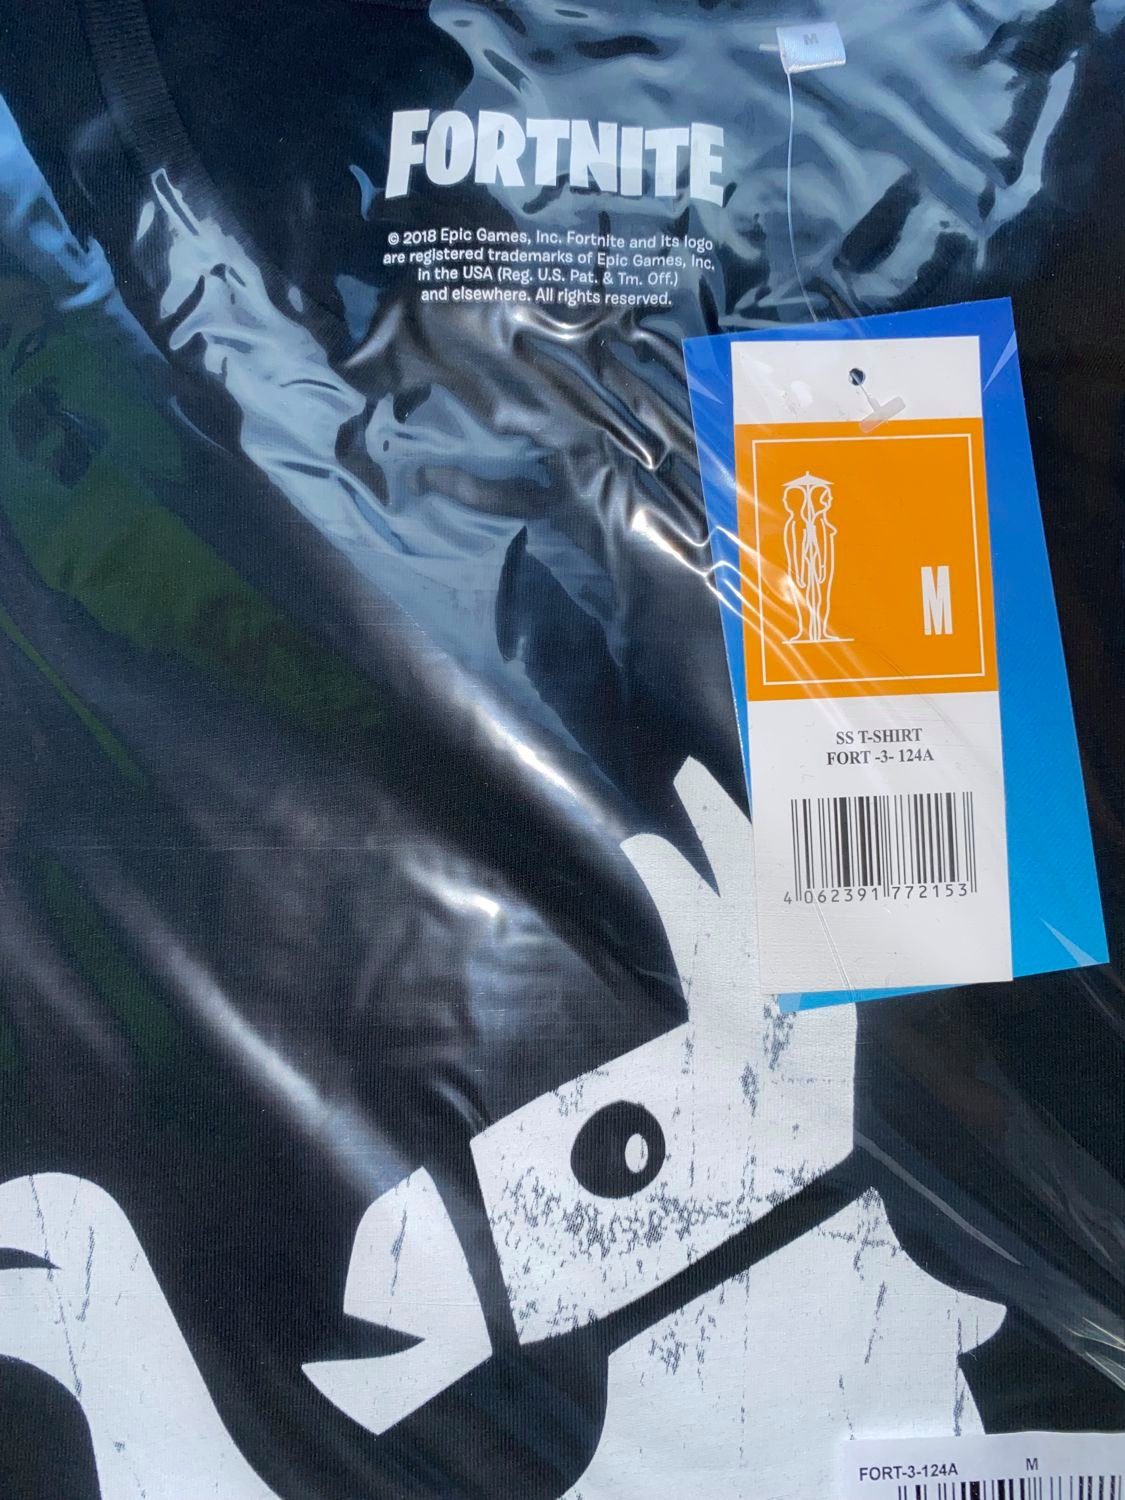 M
FORTNITE
© 2018 Epic Games, Inc. Fortnite and its logo
are registered trademarks of Epic Games, Inc.
in the USA (Reg. U.S. Pat. & Tm. Off.)
and elsewhere. All rights reserved.
M
SS T-SHIRT
FORT -3- 124A
4 062391 772153
FORT-3-124A M